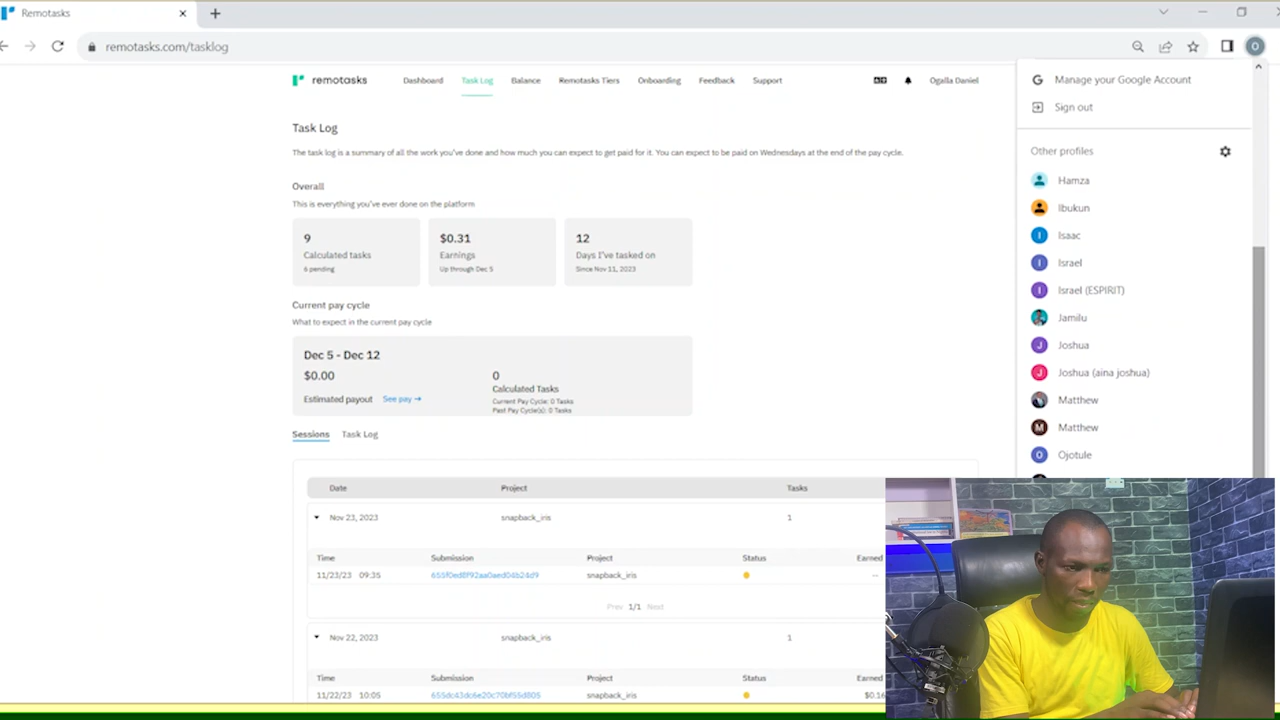 Remotasks
remotasks.com/tasklog
O
remotasks Dashboard Task Log Balance Remotasks Tiers Onboarding Feedback Support Ogalla Daniel
Task Log
The task log is a summary of all the work you've done and how much you can expect to get paid for it. You can expect to be paid on Wednesdays at the end of the pay cycle.
Overall
This is everything you've ever done on the platform
9
Calculated tasks
6 pending
$0.31
Earnings
Up through Dec 5
12
Days I've tasked on
Since Nov 11, 2023
Current pay cycle
What to expect in the current pay cycle
Dec 5 - Dec 12
$0.00
Estimated payout See pay →
0
Calculated Tasks
Current Pay Cycle: 0 Tasks
Past Pay Cycle(s): 0 Tasks
Sessions Task Log
Date Project Tasks
Nov 23, 2023 snapback_iris 1
Time Submission Project Status Earned
11/23/23 09:35 snapback_iris --
Prev 1/1 Next
Nov 22, 2023 snapback_iris 1
Time Submission Project Status Earned
11/22/23 10:05 snapback_iris
G Manage your Google Account
Sign out
Other profiles
Hamza
Ibukun
I Isaac
I Israel
I Israel (ESPIRIT)
Jamilu
J Joshua
J Joshua (aina joshua)
Matthew
M Matthew
O Ojotule